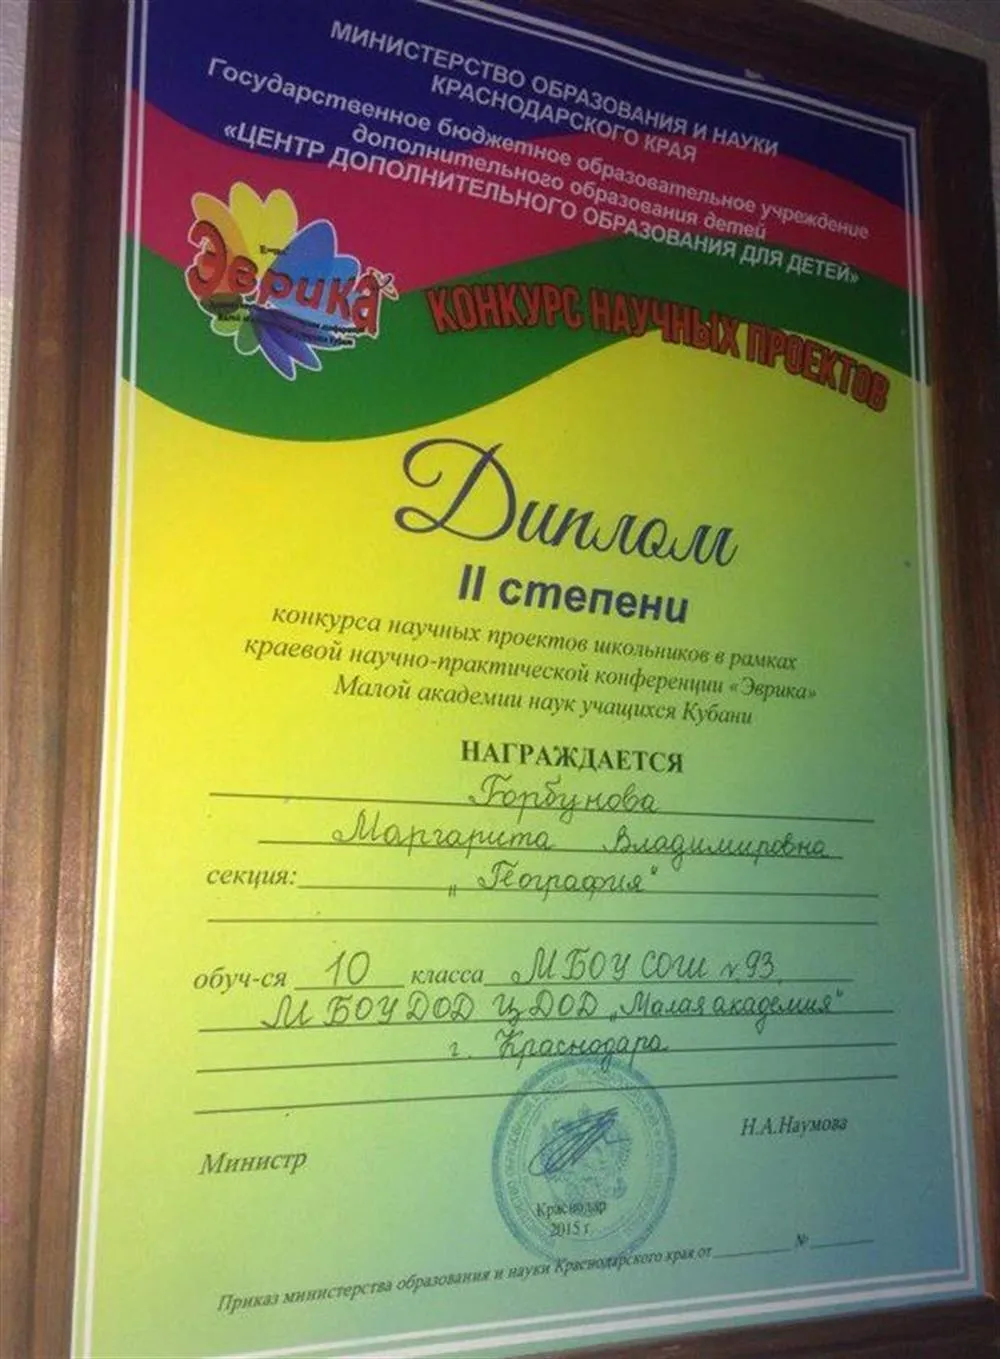 МИНИСТЕРСТВО ОБРАЗОВАНИЯ И НАУКИ
КРАСНОДАРСКОГО КРАЯ
Государственное бюджетное образовательное учреждение
дополнительного образования детей
«ЦЕНТР ДОПОЛНИТЕЛЬНОГО ОБРАЗОВАНИЯ ДЛЯ ДЕТЕЙ»
Эврика
КОНКУРС НАУЧНЫХ ПРОЕКТОВ
Диплом
II степени
конкурса научных проектов школьников в рамках
краевой научно-практической конференции «Эврика»
Малой академии наук учащихся Кубани
НАГРАЖДАЕТСЯ
Горбунова
Маргарита Владимировна
секция: „География“
обуч-ся 10 класса МБОУ СОШ №93
МБОУ ДОД ЦДОД „Малая академия“
г. Краснодара
Министр Н.А.Наумова
Краснодар
2015 г.
Приказ министерства образования и науки Краснодарского края от ________ № ________